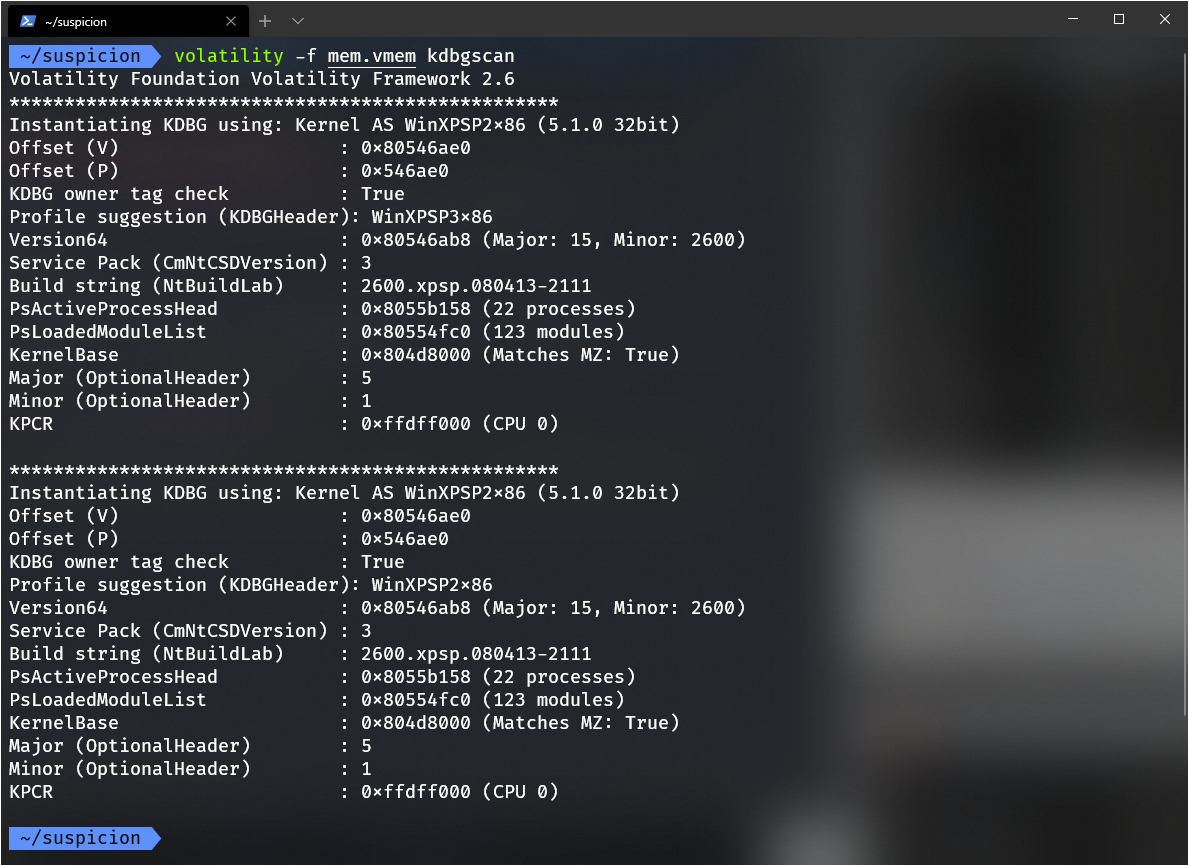 ~/suspicion
~/suspicion volatility -f mem.vmem kdbgscan
Volatility Foundation Volatility Framework 2.6
**************************************************
Instantiating KDBG using: Kernel AS WinXPSP2x86 (5.1.0 32bit)
Offset (V)                    : 0x80546ae0
Offset (P)                    : 0x546ae0
KDBG owner tag check          : True
Profile suggestion (KDBGHeader): WinXPSP3x86
Version64                     : 0x80546ab8 (Major: 15, Minor: 2600)
Service Pack (CmNtCSDVersion) : 3
Build string (NtBuildLab)     : 2600.xpsp.080413-2111
PsActiveProcessHead           : 0x8055b158 (22 processes)
PsLoadedModuleList            : 0x80554fc0 (123 modules)
KernelBase                    : 0x804d8000 (Matches MZ: True)
Major (OptionalHeader)        : 5
Minor (OptionalHeader)        : 1
KPCR                          : 0xffdff000 (CPU 0)
**************************************************
Instantiating KDBG using: Kernel AS WinXPSP2x86 (5.1.0 32bit)
Offset (V)                    : 0x80546ae0
Offset (P)                    : 0x546ae0
KDBG owner tag check          : True
Profile suggestion (KDBGHeader): WinXPSP2x86
Version64                     : 0x80546ab8 (Major: 15, Minor: 2600)
Service Pack (CmNtCSDVersion) : 3
Build string (NtBuildLab)     : 2600.xpsp.080413-2111
PsActiveProcessHead           : 0x8055b158 (22 processes)
PsLoadedModuleList            : 0x80554fc0 (123 modules)
KernelBase                    : 0x804d8000 (Matches MZ: True)
Major (OptionalHeader)        : 5
Minor (OptionalHeader)        : 1
KPCR                          : 0xffdff000 (CPU 0)
~/suspicion